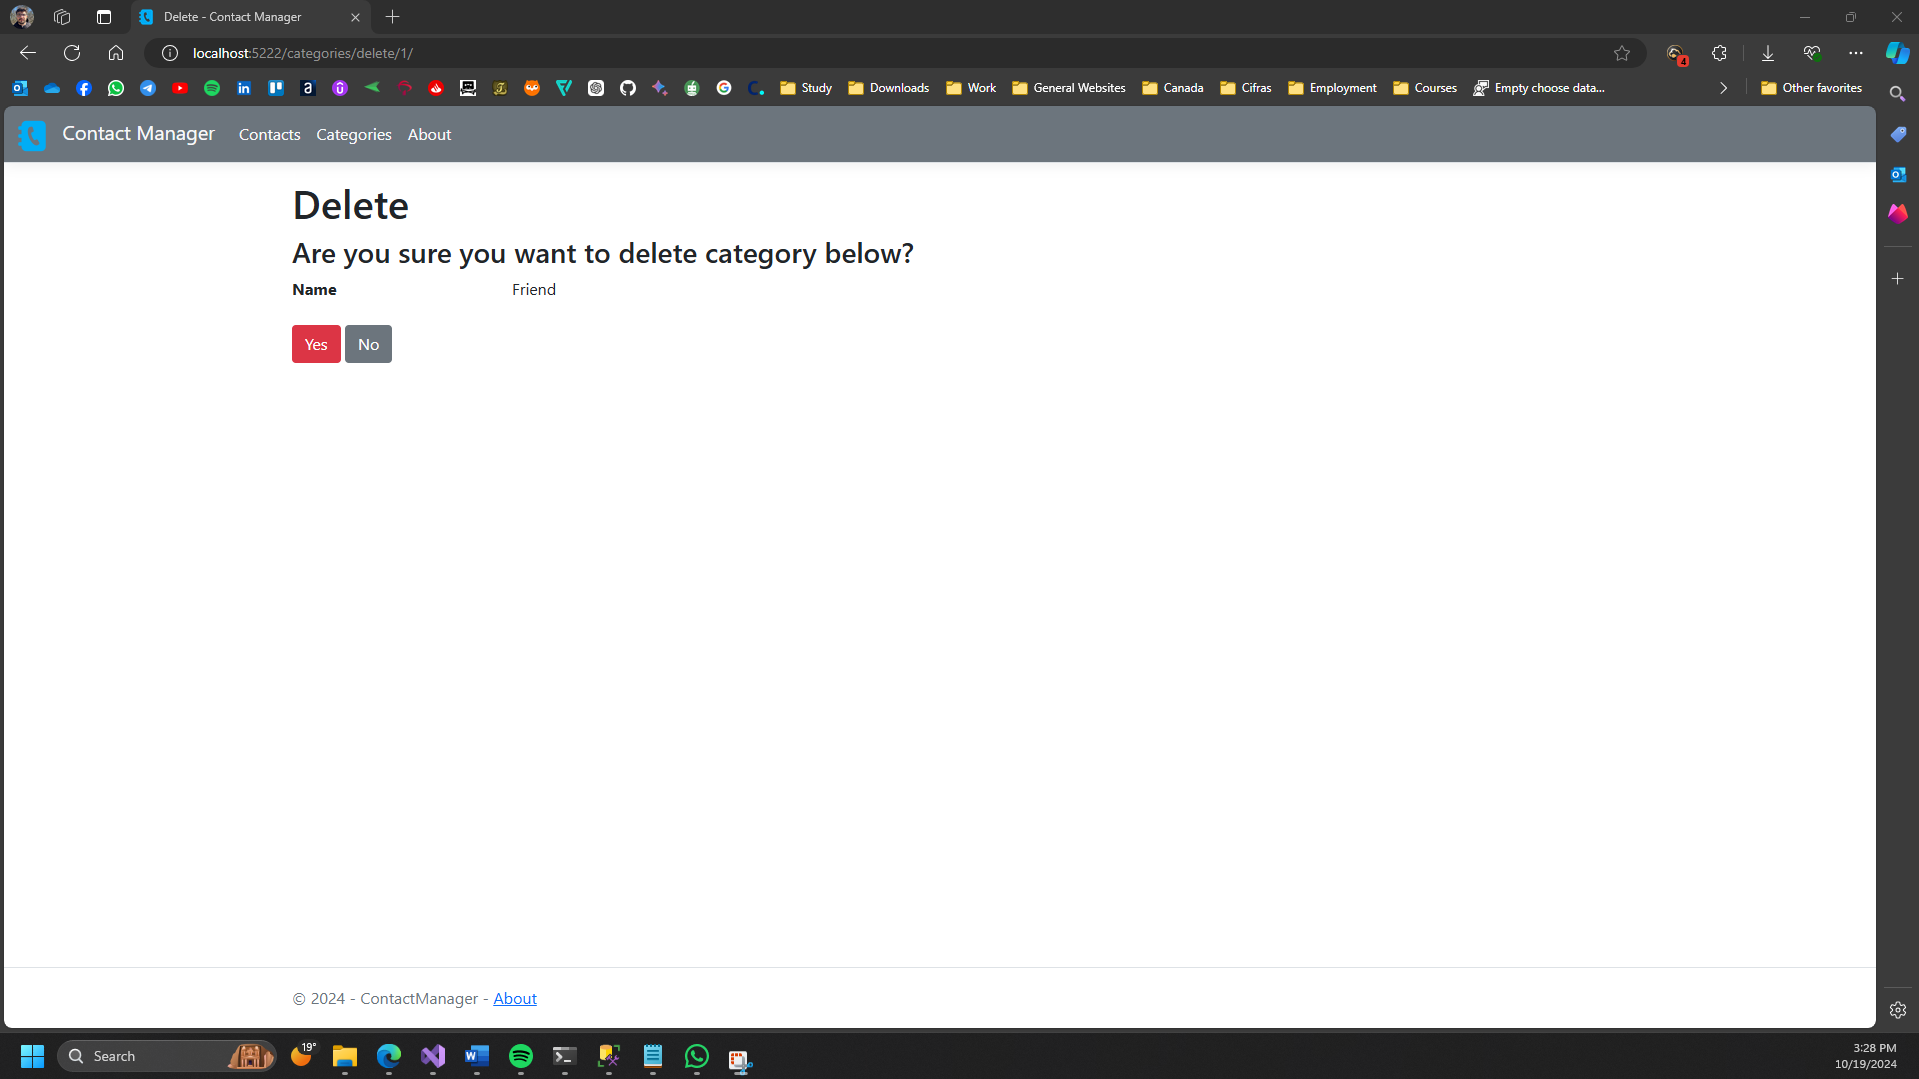 Delete - Contact Manager
localhost:5222/categories/delete/1/
4
Study
Downloads
Work
General Websites
Canada
Cifras
Employment
Courses
Empty choose data...
Other favorites
Contact Manager
Contacts
Categories
About
Delete
Are you sure you want to delete category below?
Name
Friend
Yes
No
© 2024 - ContactManager - About
Search
19°
3:28 PM
10/19/2024